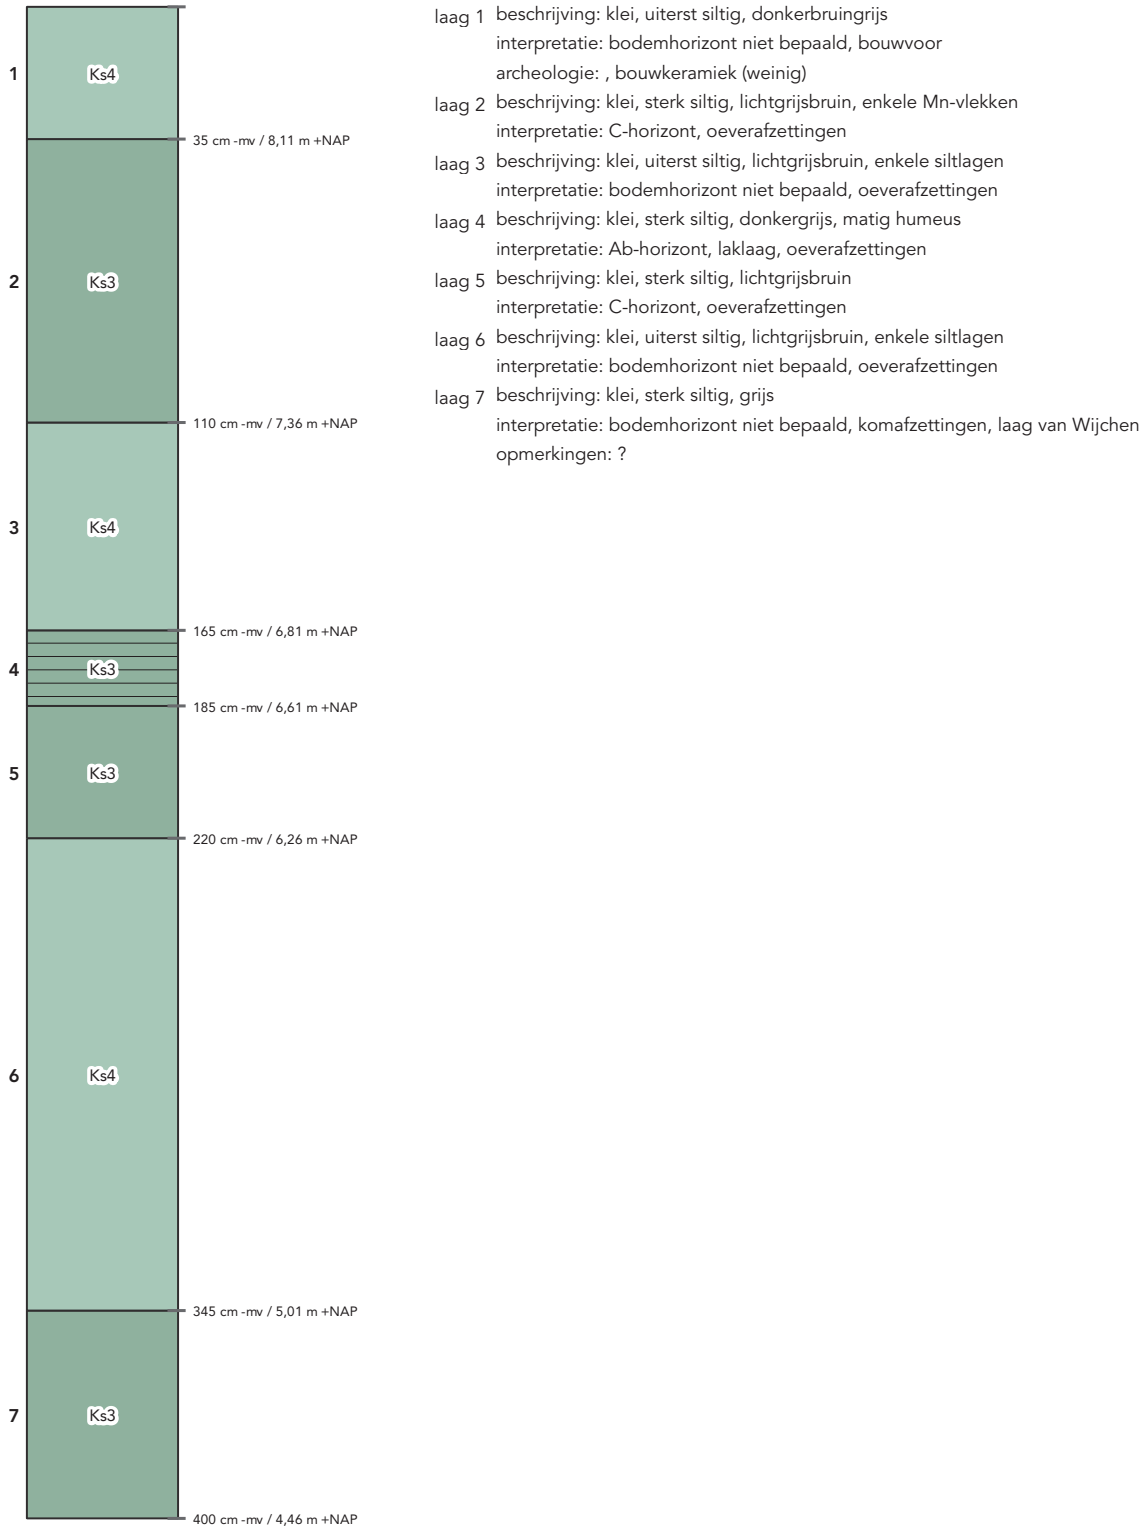 1
Ks4
35 cm -mv / 8,11 m +NAP
2
Ks3
110 cm -mv / 7,36 m +NAP
3
Ks4
165 cm -mv / 6,81 m +NAP
4
Ks3
185 cm -mv / 6,61 m +NAP
5
Ks3
220 cm -mv / 6,26 m +NAP
6
Ks4
345 cm -mv / 5,01 m +NAP
7
Ks3
400 cm -mv / 4,46 m +NAP
laag 1 beschrijving: klei, uiterst siltig, donkerbruingrijs
interpretatie: bodemhorizont niet bepaald, bouwvoor
archeologie: , bouwkeramiek (weinig)
laag 2 beschrijving: klei, sterk siltig, lichtgrijsbruin, enkele Mn-vlekken
interpretatie: C-horizont, oeverafzettingen
laag 3 beschrijving: klei, uiterst siltig, lichtgrijsbruin, enkele siltlagen
interpretatie: bodemhorizont niet bepaald, oeverafzettingen
laag 4 beschrijving: klei, sterk siltig, donkergrijs, matig humeus
interpretatie: Ab-horizont, laklaag, oeverafzettingen
laag 5 beschrijving: klei, sterk siltig, lichtgrijsbruin
interpretatie: C-horizont, oeverafzettingen
laag 6 beschrijving: klei, uiterst siltig, lichtgrijsbruin, enkele siltlagen
interpretatie: bodemhorizont niet bepaald, oeverafzettingen
laag 7 beschrijving: klei, sterk siltig, grijs
interpretatie: bodemhorizont niet bepaald, komafzettingen, laag van Wijchen
opmerkingen: ?